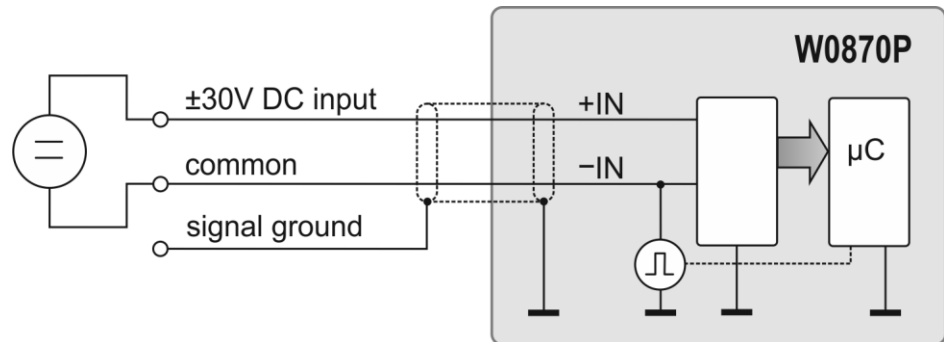 W0870P
±30V DC input
+IN
µC
common
−IN
signal ground